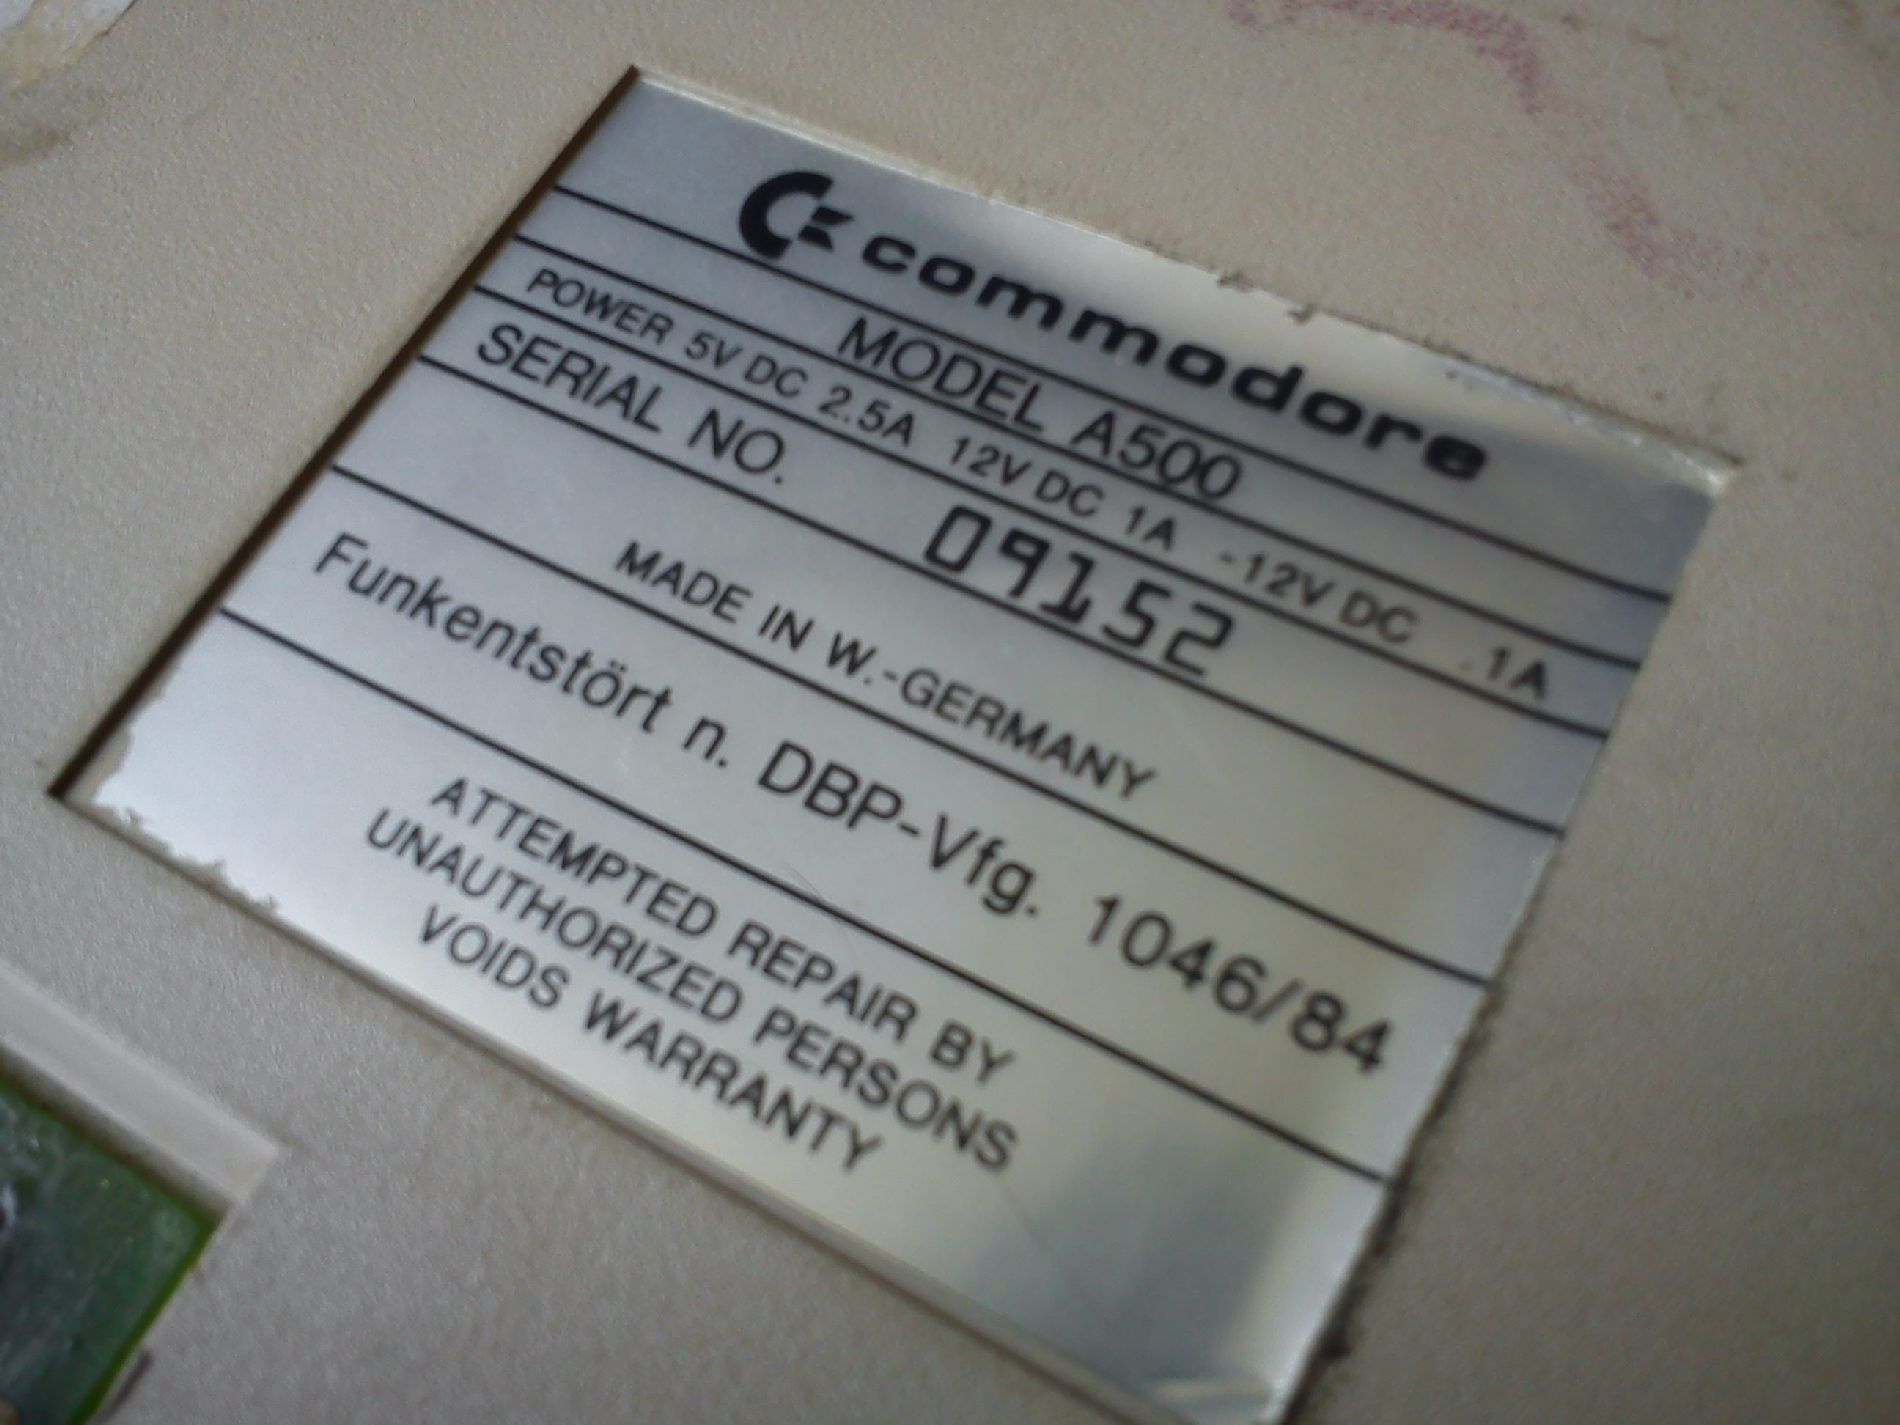 commodore
MODEL A500
POWER 5V DC 2.5A 12V DC 1A -12V DC .1A
SERIAL NO. 09152
MADE IN W.-GERMANY
Funkentstört n. DBP-Vfg. 1046/84
ATTEMPTED REPAIR BY
UNAUTHORIZED PERSONS
VOIDS WARRANTY